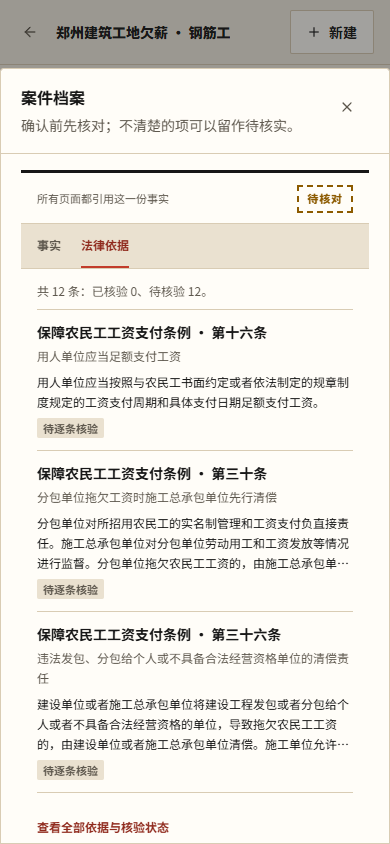 郑州建筑工地欠薪 · 钢筋工
新建
案件档案
确认前先核对；不清楚的项可以留作待核实。
所有页面都引用这一份事实
待核对
事实 法律依据
共 12 条：已核验 0、待核验 12。
保障农民工工资支付条例 · 第十六条
用人单位应当足额支付工资
用人单位应当按照与农民工书面约定或者依法制定的规章制
度规定的工资支付周期和具体支付日期足额支付工资。
待逐条核验
保障农民工工资支付条例 · 第三十条
分包单位拖欠工资时施工总承包单位先行清偿
分包单位对所招用农民工的实名制管理和工资支付负直接责
任。施工总承包单位对分包单位劳动用工和工资发放等情况
进行监督。分包单位拖欠农民工工资的，由施工总承包单…
待逐条核验
保障农民工工资支付条例 · 第三十六条
违法发包、分包给个人或不具备合法经营资格单位的清偿责
任
建设单位或者施工总承包单位将建设工程发包或者分包给个
人或者不具备合法经营资格的单位，导致拖欠农民工工资
的，由建设单位或者施工总承包单位清偿。施工单位允许…
待逐条核验
查看全部依据与核验状态